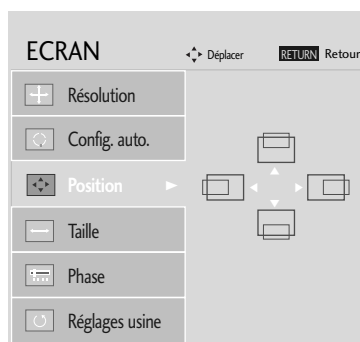 ECRAN Déplacer RETURN Retour
Résolution
Config. auto.
Position
Taille
Phase
Réglages usine